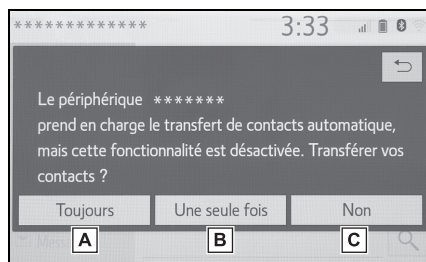 ************* 3:33
Le périphérique *******
prend en charge le transfert de contacts automatique,
mais cette fonctionnalité est désactivée. Transférer vos
contacts ?
Toujours Une seule fois Non
A B C
Messa